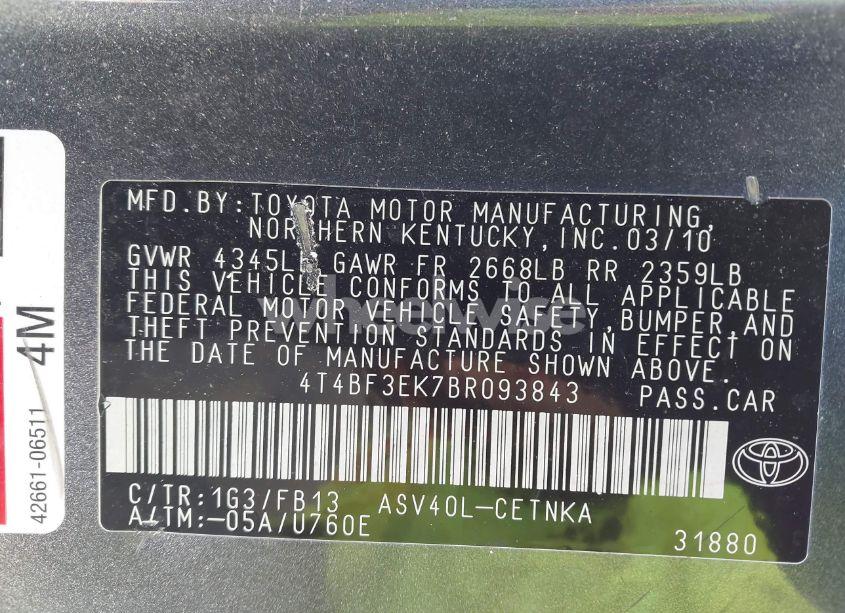 MFD.BY:TOYOTA MOTOR MANUFACTURING,
NORTHERN KENTUCKY, INC. 03/10
GVWR 4345LB GAWR FR 2668LB RR 2359LB
THIS VEHICLE CONFORMS TO ALL APPLICABLE
FEDERAL MOTOR VEHICLE SAFETY, BUMPER, AND
THEFT PREVENTION STANDARDS IN EFFECT ON
THE DATE OF MANUFACTURE SHOWN ABOVE.
4T4BF3EK7BR093843 PASS.CAR
C/TR:1G3/FB13 ASV40L-CETNKA
A/TM:-05A/U760E
31880
42661-06511 4M
wheelwise